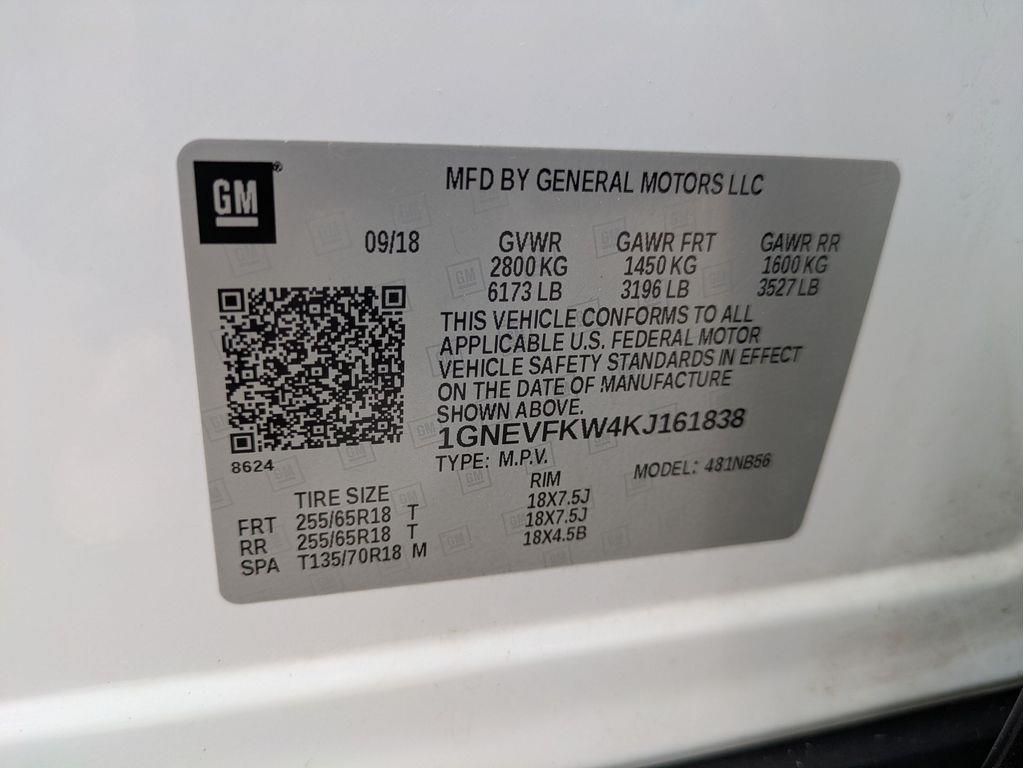 GM
MFD BY GENERAL MOTORS LLC
09/18 GVWR GAWR FRT GAWR RR
2800 KG 1450 KG 1600 KG
6173 LB 3196 LB 3527 LB
THIS VEHICLE CONFORMS TO ALL
APPLICABLE U.S. FEDERAL MOTOR
VEHICLE SAFETY STANDARDS IN EFFECT
ON THE DATE OF MANUFACTURE
SHOWN ABOVE.
1GNEVFKW4KJ161838
8624
TYPE: M.P.V. MODEL: 481NB56
TIRE SIZE RIM
FRT 255/65R18 T 18X7.5J
RR 255/65R18 T 18X7.5J
SPA T135/70R18 M 18X4.5B